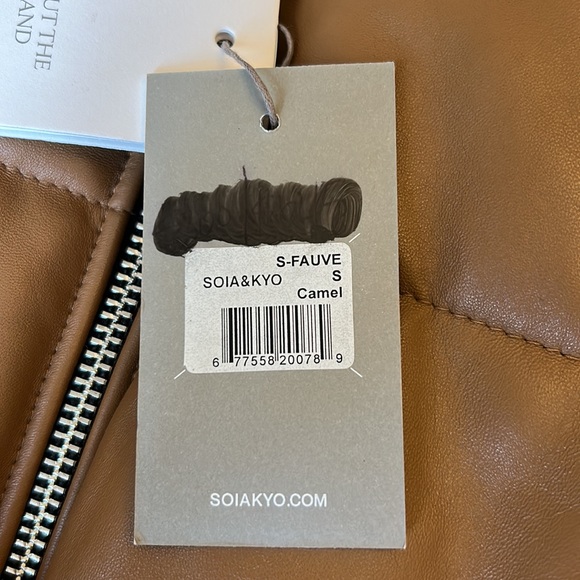 UT THE
AND
S-FAUVE
SOIA&KYO S
Camel
6 77558 20078 9
SOIAKYO.COM